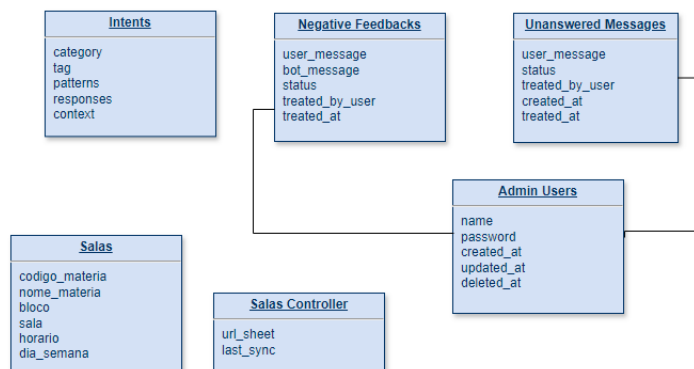 Intents
category
tag
patterns
responses
context
Negative Feedbacks
user_message
bot_message
status
treated_by_user
treated_at
Unanswered Messages
user_message
status
treated_by_user
created_at
treated_at
Admin Users
name
password
created_at
updated_at
deleted_at
Salas
codigo_materia
nome_materia
bloco
sala
horario
dia_semana
Salas Controller
url_sheet
last_sync